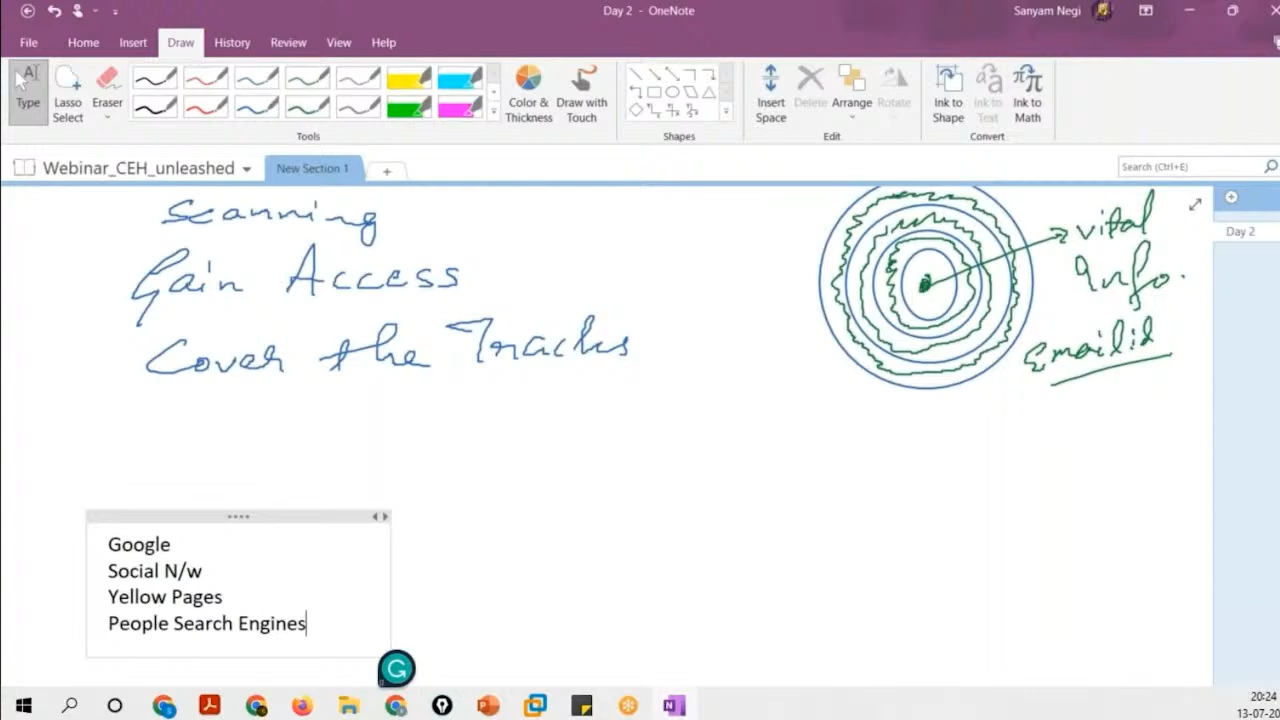 Day 2 - OneNote
Sanyam Negi
File Home Insert Draw History Review View Help
Type
Lasso Select
Eraser
Color & Thickness
Draw with Touch
Insert Space
Delete
Arrange
Rotate
Ink to Shape
Ink to Text
Ink to Math
Tools
Shapes
Edit
Convert
Webinar_CEH_unleashed
New Section 1
Search (Ctrl+E)
Day 2
Scanning
Gain Access
Cover the Tracks
vital
Info.
Emailid
Google
Social N/w
Yellow Pages
People Search Engines
20:24
13-07-20